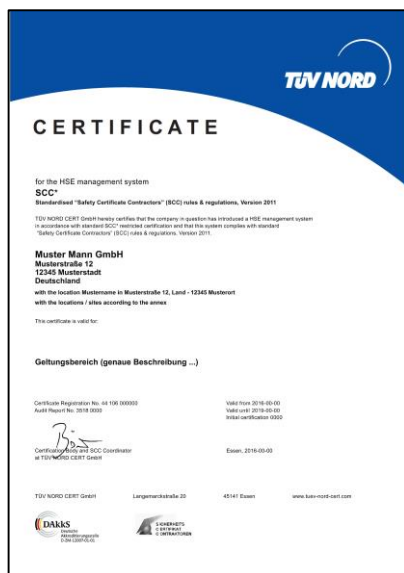 TÜV NORD
CERTIFICATE
for the HSE management system
SCC*
Standardised "Safety Certificate Contractors" (SCC) rules & regulations, Version 2011
TÜV NORD CERT GmbH hereby certifies that the company in question has introduced a HSE management system
in accordance with standard SCC* restricted certification and that this system complies with standard
"Safety Certificate Contractors" (SCC) rules & regulations, Version 2011.
Muster Mann GmbH
Musterstraße 12
12345 Musterstadt
Deutschland
with the location Mustername in Musterstraße 12, Land - 12345 Musterort
with the locations / sites according to the annex
This certificate is valid for:
Geltungsbereich (genaue Beschreibung ...)
Certificate Registration No. 44 106 000000
Audit Report No. 3518 0000
Valid from 2016-00-00
Valid until 2019-00-00
Initial certification 0000
Certification Body and SCC Coordinator
at TÜV NORD CERT GmbH
Essen, 2016-00-00
TÜV NORD CERT GmbH Langemarckstraße 20 45141 Essen www.tuev-nord-cert.com
DAkkS
Deutsche
Akkreditierungsstelle
SICHERHEITS
CERTIFIKAT
CONTRAKTOREN